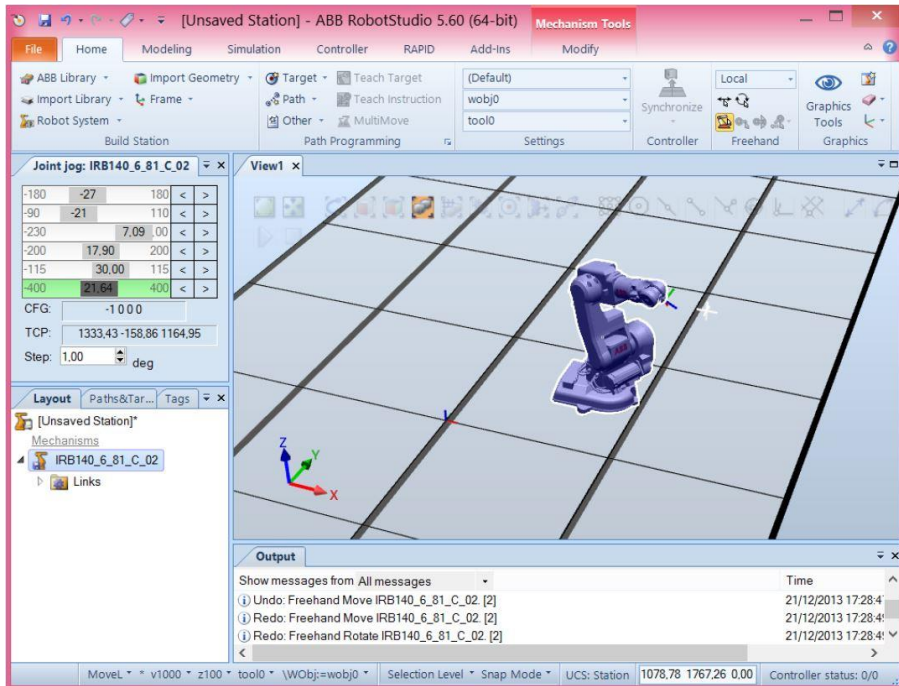 [Unsaved Station] - ABB RobotStudio 5.60 (64-bit)
Mechanism Tools
File Home Modeling Simulation Controller RAPID Add-Ins Modify
ABB Library Import Geometry Target Teach Target (Default) Local
Import Library Frame Path Teach Instruction wobj0 Synchronize Graphics Tools
Robot System Other MultiMove tool0
Build Station Path Programming Settings Controller Freehand Graphics
Joint jog: IRB140_6_81_C_02
View1
-180 -27 180 < >
-90 -21 110 < >
-230 7,09 ,00 < >
-200 17,90 200 < >
-115 30,00 115 < >
-400 21,64 400 < >
CFG: -1 0 0 0
TCP: 1333,43 -158,86 1164,95
Step: 1,00 deg
Layout Paths&Tar... Tags
[Unsaved Station]*
Mechanisms
IRB140_6_81_C_02
Links
Z
Y
X
Output
Show messages from All messages Time
Undo: Freehand Move IRB140_6_81_C_02. [2] 21/12/2013 17:28:4
Redo: Freehand Move IRB140_6_81_C_02. [2] 21/12/2013 17:28:4
Redo: Freehand Rotate IRB140_6_81_C_02. [2] 21/12/2013 17:28:4
MoveL * v1000 z100 tool0 \WObj:=wobj0 Selection Level Snap Mode UCS: Station 1078,78 1767,26 0,00 Controller status: 0/0